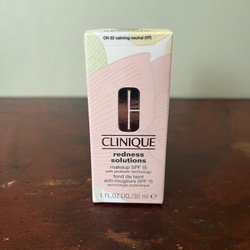 CN 52 calming neutral (VF)
CLINIQUE
redness
solutions
makeup SPF 15
with probiotic technology
fond de teint
anti-rougeurs SPF 15
technologie probiotique
1 FL.OZ.LIQ/30 ml e